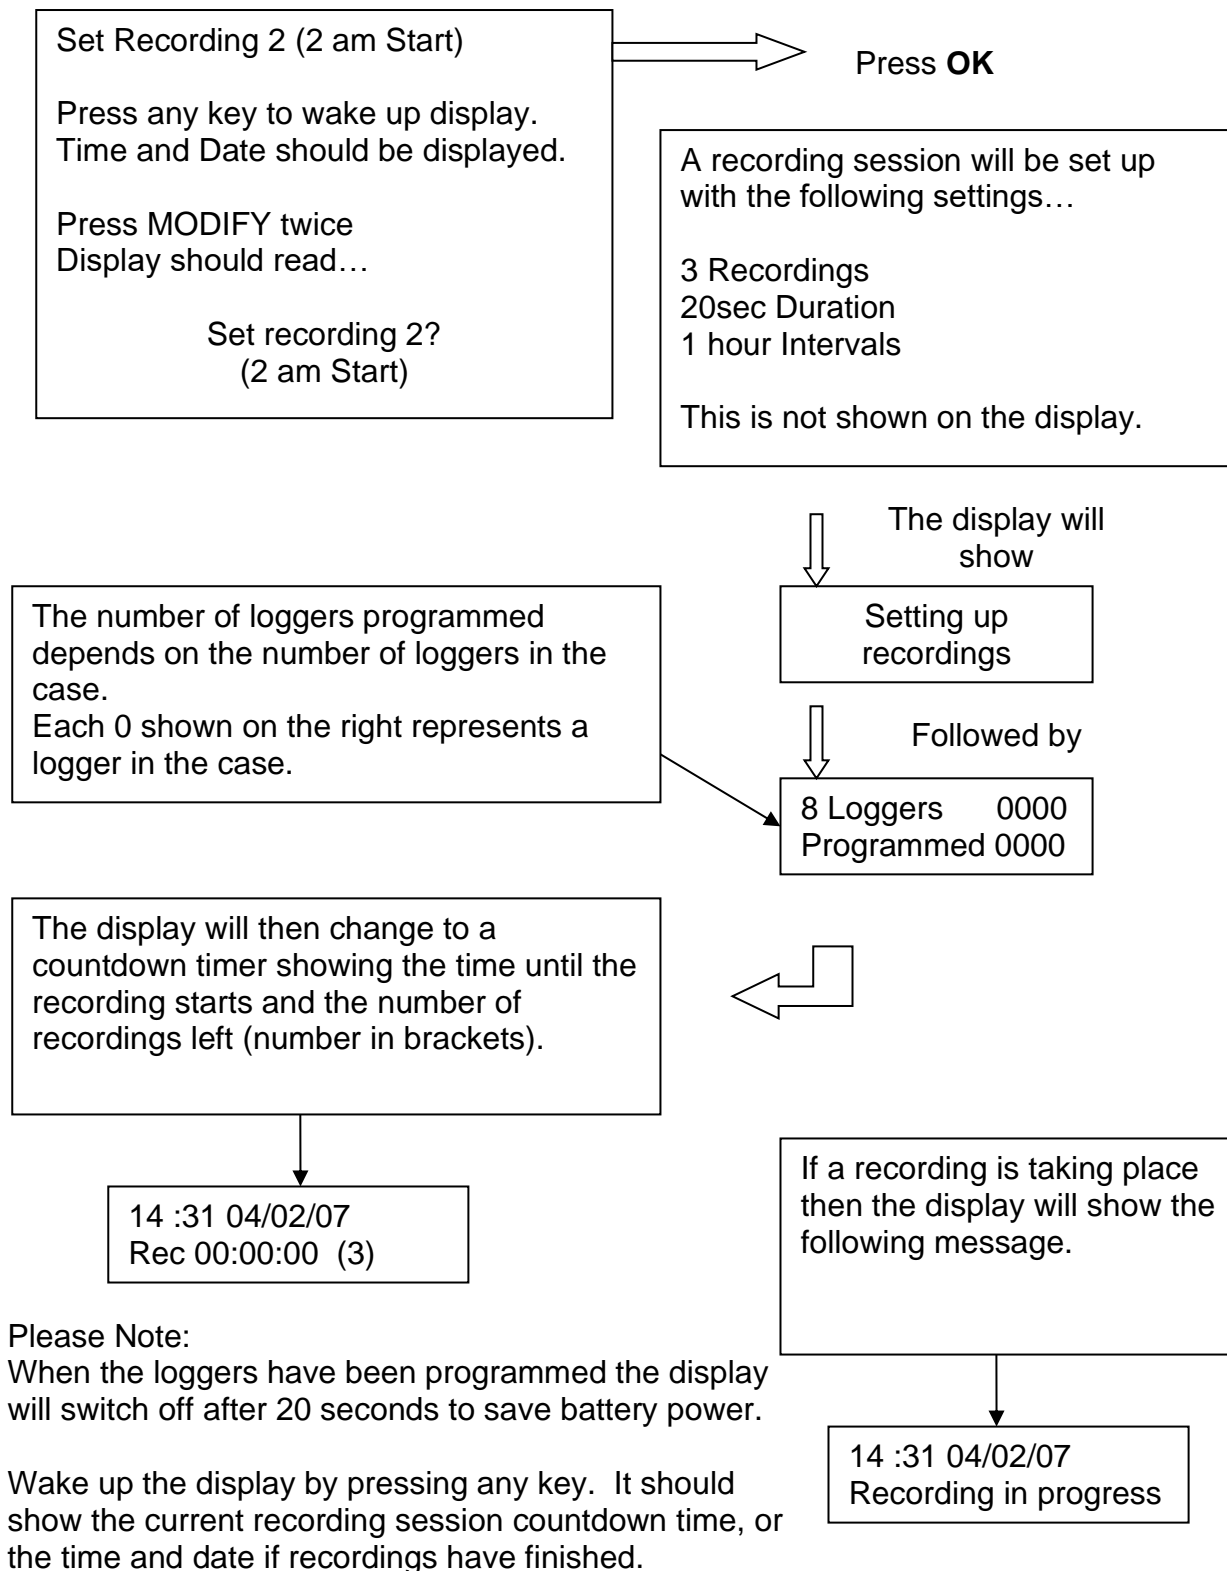 Set Recording 2 (2 am Start)
Press any key to wake up display.
Time and Date should be displayed.
Press MODIFY twice
Display should read…
Set recording 2?
(2 am Start)
Press OK
A recording session will be set up
with the following settings…
3 Recordings
20sec Duration
1 hour Intervals
This is not shown on the display.
The display will
show
Setting up
recordings
Followed by
The number of loggers programmed
depends on the number of loggers in the
case.
Each 0 shown on the right represents a
logger in the case.
8 Loggers 0000
Programmed 0000
The display will then change to a
countdown timer showing the time until the
recording starts and the number of
recordings left (number in brackets).
14 :31 04/02/07
Rec 00:00:00 (3)
If a recording is taking place
then the display will show the
following message.
14 :31 04/02/07
Recording in progress
Please Note:
When the loggers have been programmed the display
will switch off after 20 seconds to save battery power.
Wake up the display by pressing any key. It should
show the current recording session countdown time, or
the time and date if recordings have finished.